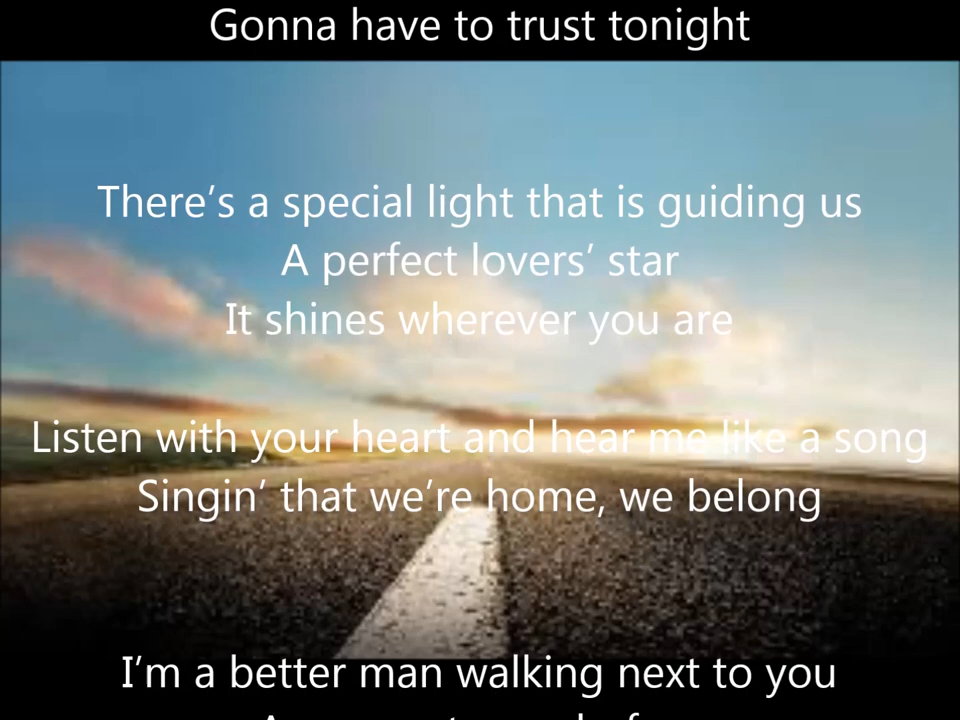 Gonna have to trust tonight
There's a special light that is guiding us
A perfect lovers' star
It shines wherever you are
Listen with your heart and hear me like a song
Singin' that we're home, we belong
I'm a better man walking next to you